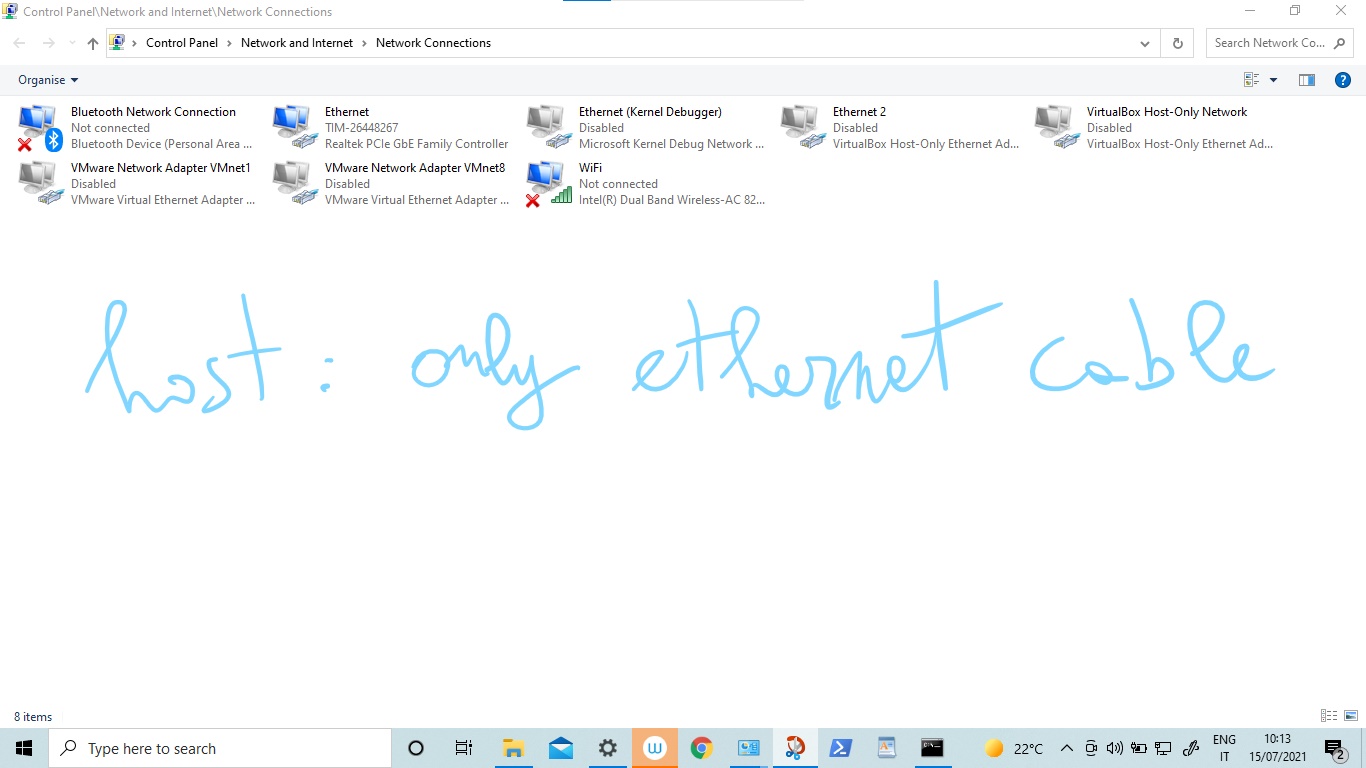 Control Panel\Network and Internet\Network Connections
Control Panel > Network and Internet > Network Connections
Search Network Co...
Organise
Bluetooth Network Connection
Not connected
Bluetooth Device (Personal Area ...
Ethernet
TIM-26448267
Realtek PCIe GbE Family Controller
Ethernet (Kernel Debugger)
Disabled
Microsoft Kernel Debug Network ...
Ethernet 2
Disabled
VirtualBox Host-Only Ethernet Ad...
VirtualBox Host-Only Network
Disabled
VirtualBox Host-Only Ethernet Ad...
VMware Network Adapter VMnet1
Disabled
VMware Virtual Ethernet Adapter ...
VMware Network Adapter VMnet8
Disabled
VMware Virtual Ethernet Adapter ...
WiFi
Not connected
Intel(R) Dual Band Wireless-AC 82...
host: only ethernet cable
8 items
Type here to search
W
22°C
ENG
IT
10:13
15/07/2021
2